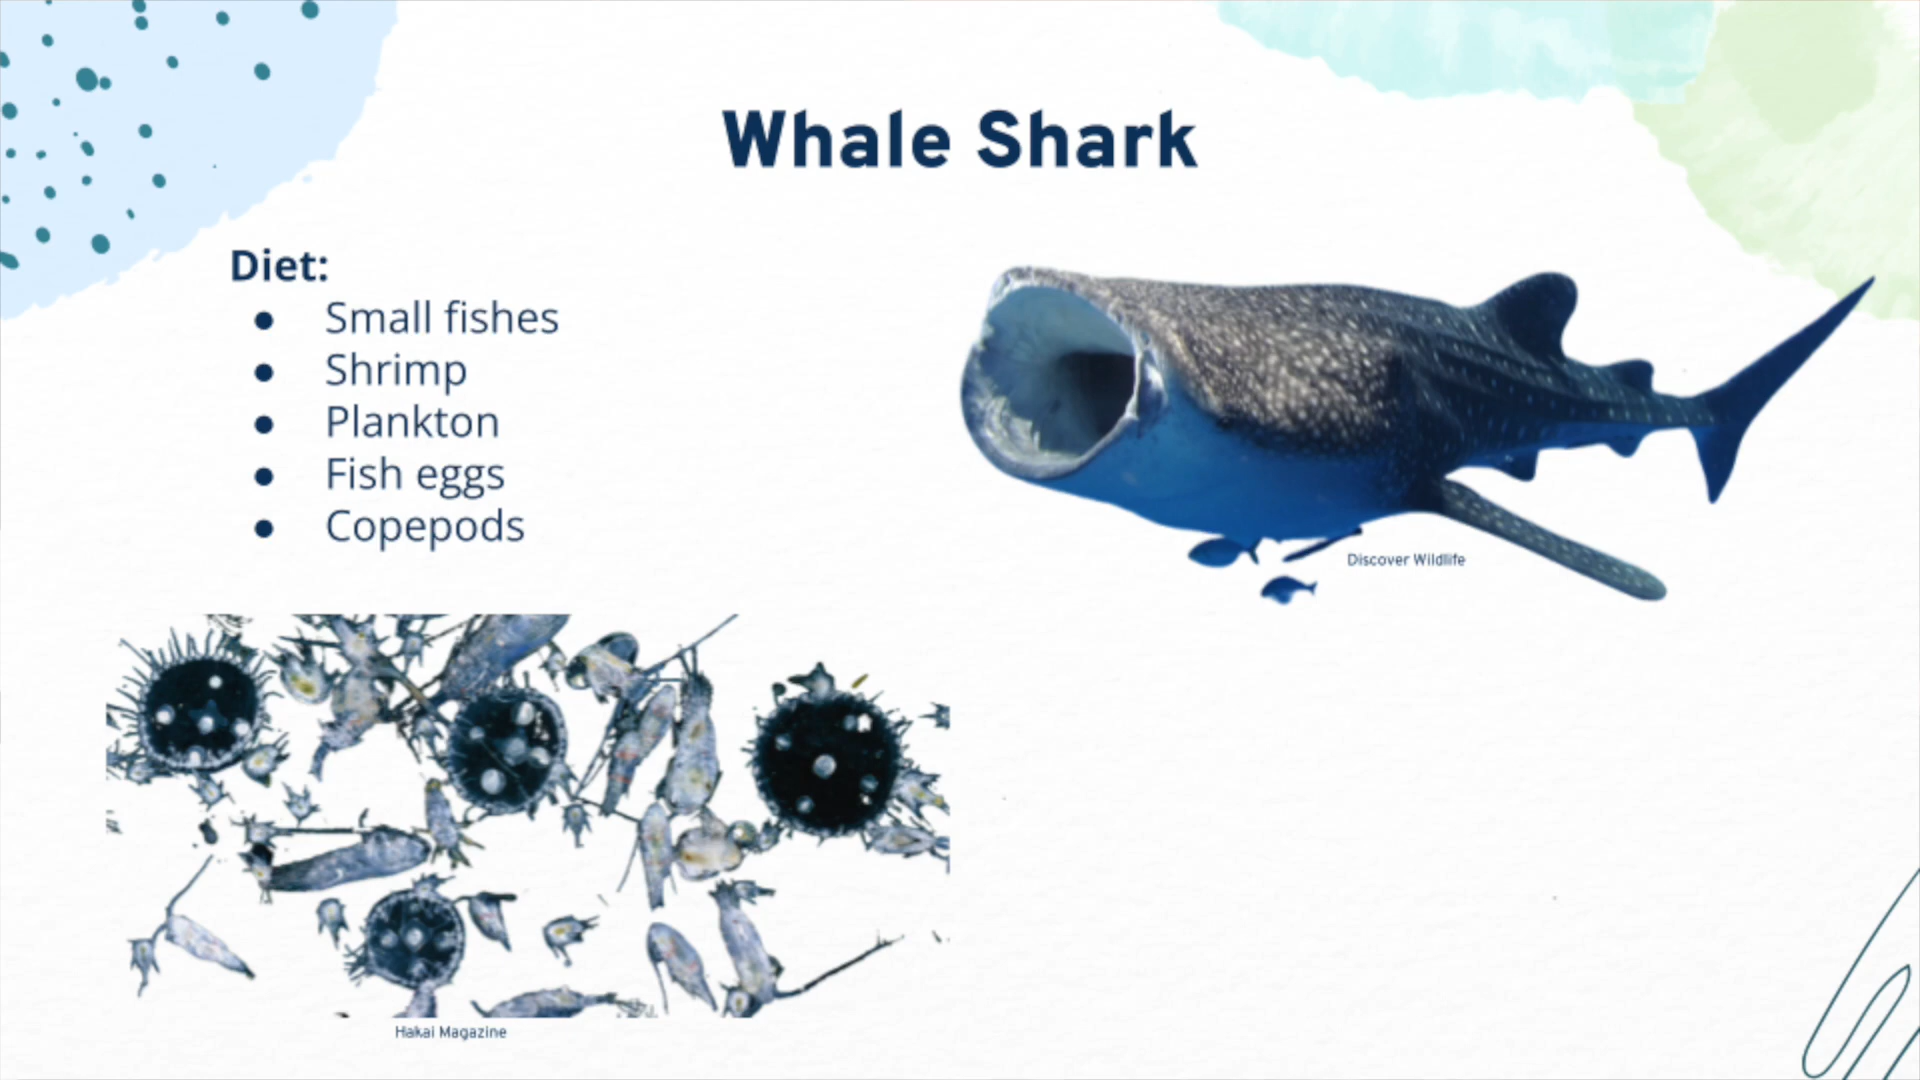 Whale Shark
Diet:
● Small fishes
● Shrimp
● Plankton
● Fish eggs
● Copepods
Discover Wildlife
Hakai Magazine